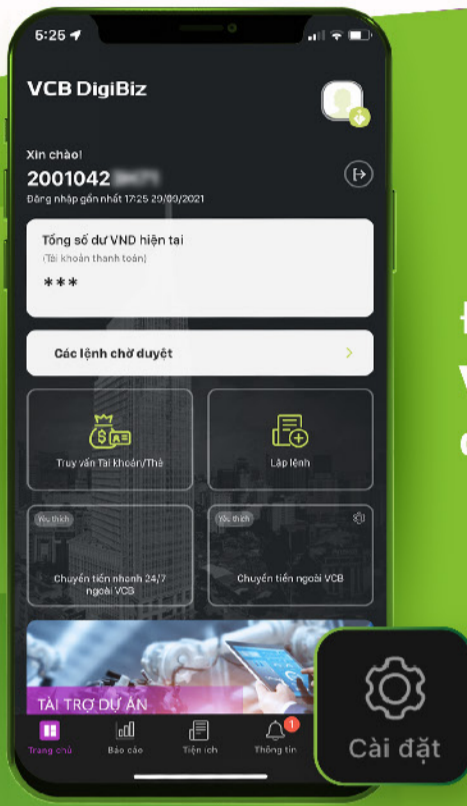 5:25
VCB DigiBiz
Xin chào!
2001042
Đăng nhập gần nhất 17:25 29/09/2021
Tổng số dư VND hiện tại
(Tài khoản thanh toán)
***
Các lệnh chờ duyệt
Truy vấn Tài khoản/Thẻ
Lập lệnh
Yêu thích
Yêu thích
Chuyển tiền nhanh 24/7
ngoài VCB
Chuyển tiền ngoài VCB
TÀI TRỢ DỰ ÁN
1
Trang chủ
Báo cáo
Tiện ích
Thông tin
Cài đặt